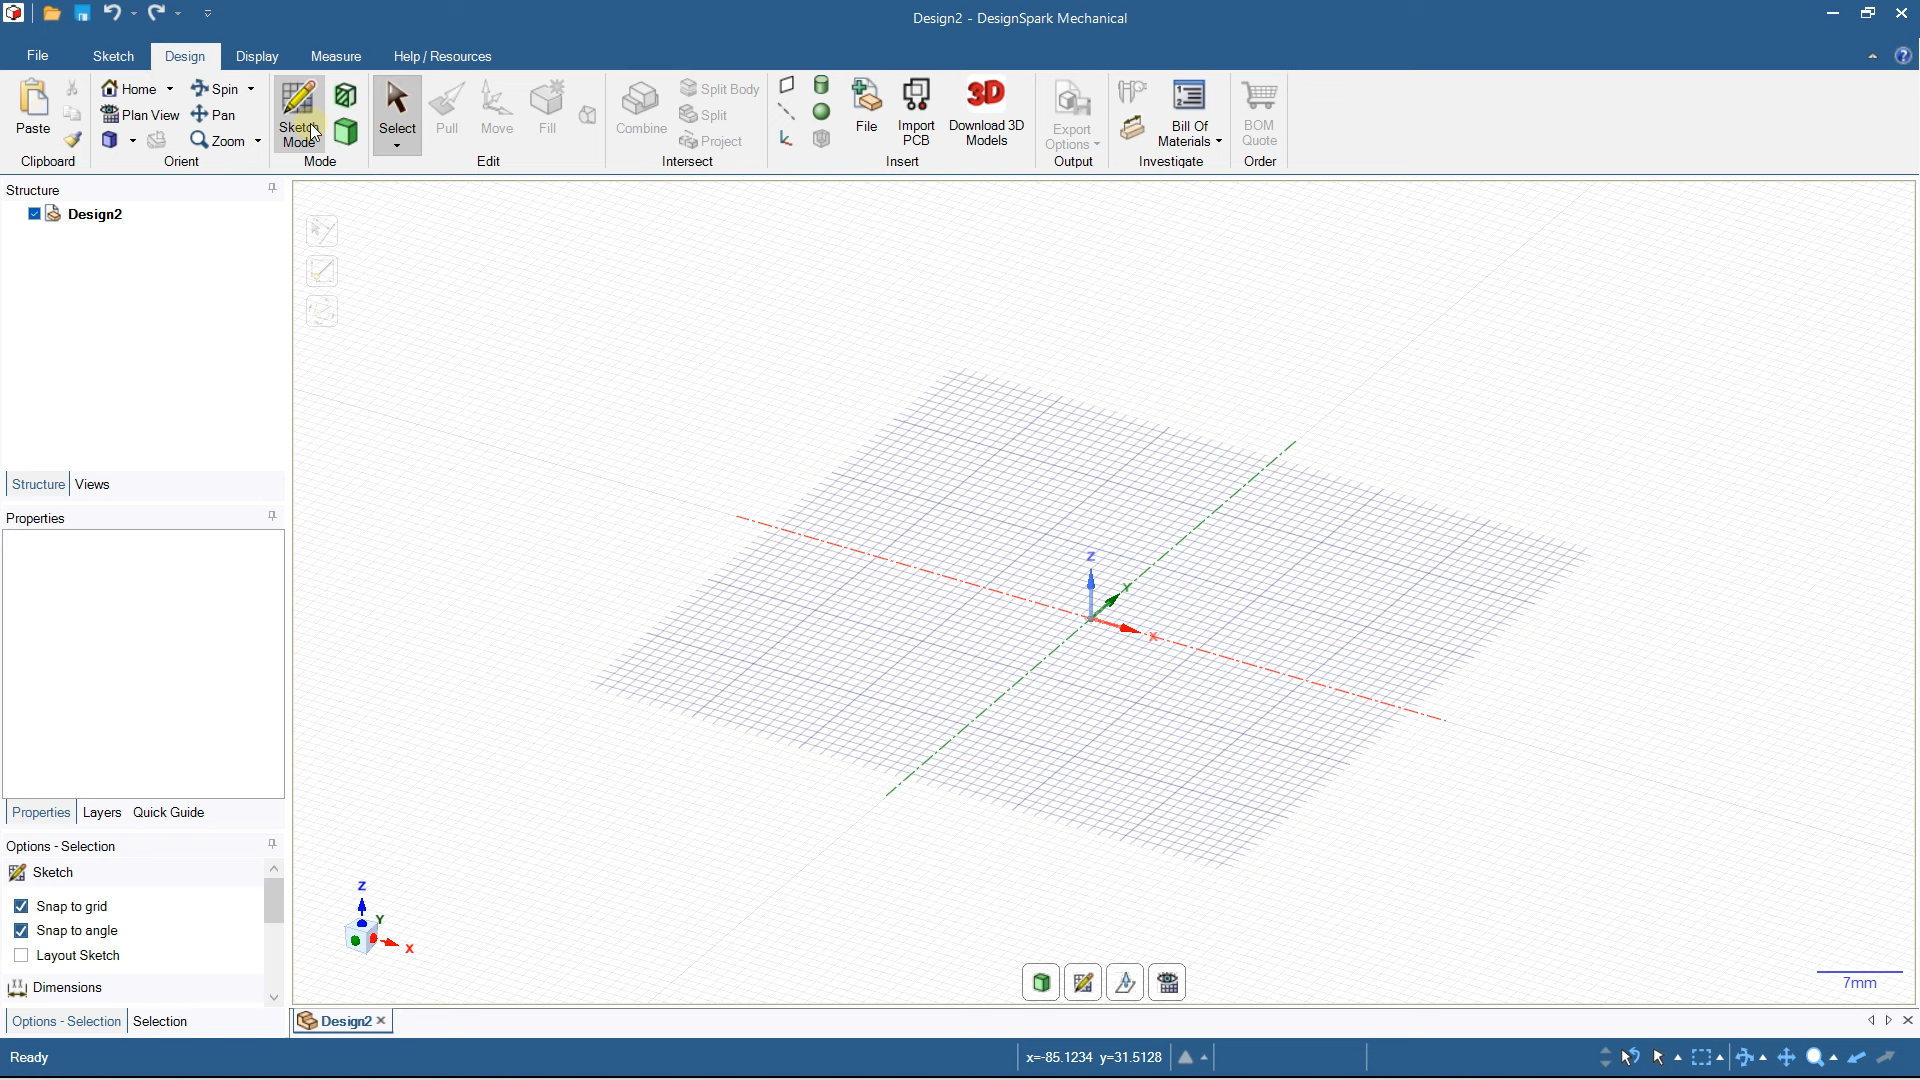 Design2 - DesignSpark Mechanical
File Sketch Design Display Measure Help / Resources
Paste
Clipboard
Home Spin
Plan View Pan
Zoom
Orient
Sketch Mode
Mode
Select Pull Move Fill
Edit
Combine Split Body
Split
Project
Intersect
File Import PCB Download 3D Models
3D
Insert
Export Options
Output
Bill Of Materials
Investigate
BOM Quote
Order
Structure
Design2
Structure Views
Properties
Properties Layers Quick Guide
Options - Selection
Sketch
Snap to grid
Snap to angle
Layout Sketch
Dimensions
Options - Selection Selection
Z
Y
X
Z
Y
X
7mm
Design2
Ready
x=-85.1234 y=31.5128